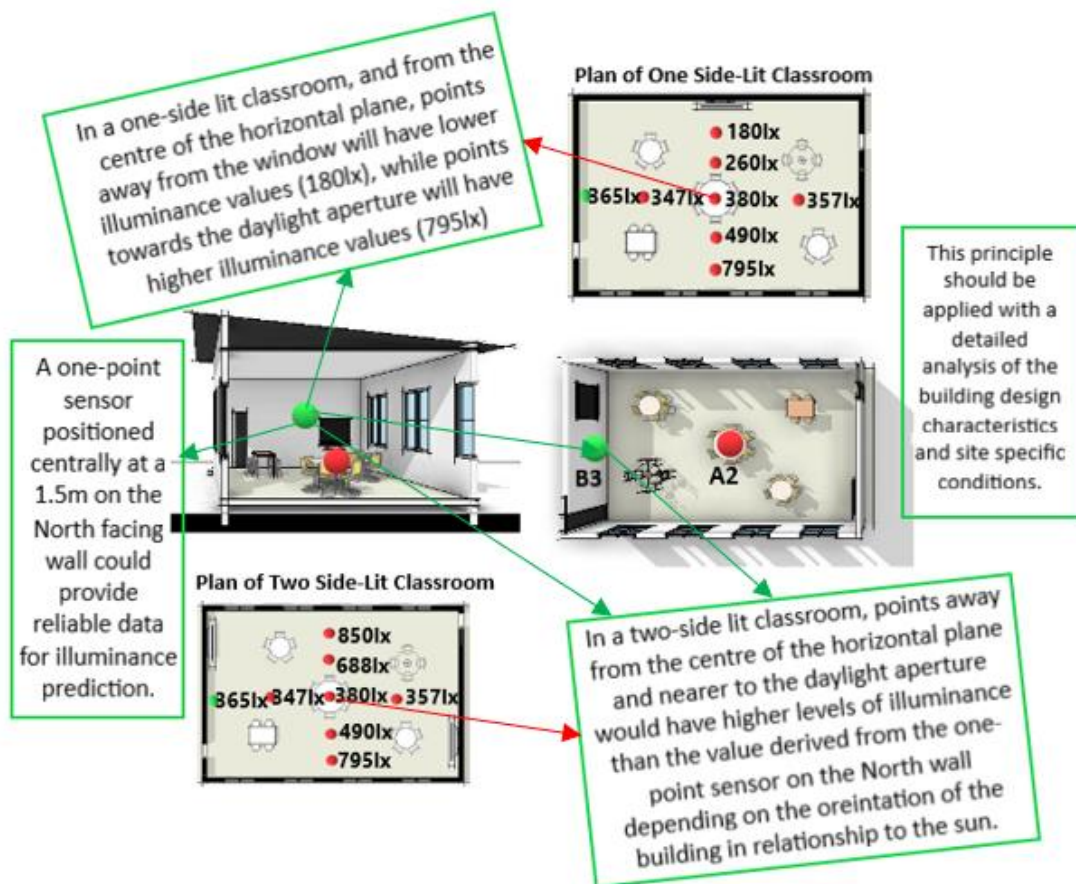 In a one-side lit classroom, and from the
centre of the horizontal plane, points
away from the window will have lower
illuminance values (180lx), while points
towards the daylight aperture will have
higher illuminance values (795lx)
Plan of One Side-Lit Classroom
180lx
260lx
365lx 347lx 380lx 357lx
490lx
795lx
This principle
should be
applied with a
detailed
analysis of the
building design
characteristics
and site specific
conditions.
A one-point
sensor
positioned
centrally at a
1.5m on the
North facing
wall could
provide
reliable data
for illuminance
prediction.
B3
A2
Plan of Two Side-Lit Classroom
850lx
688lx
365lx 347lx 380lx 357lx
490lx
795lx
In a two-side lit classroom, points away
from the centre of the horizontal plane
and nearer to the daylight aperture
would have higher levels of illuminance
than the value derived from the one-
point sensor on the North wall
depending on the oreintation of the
building in relationship to the sun.